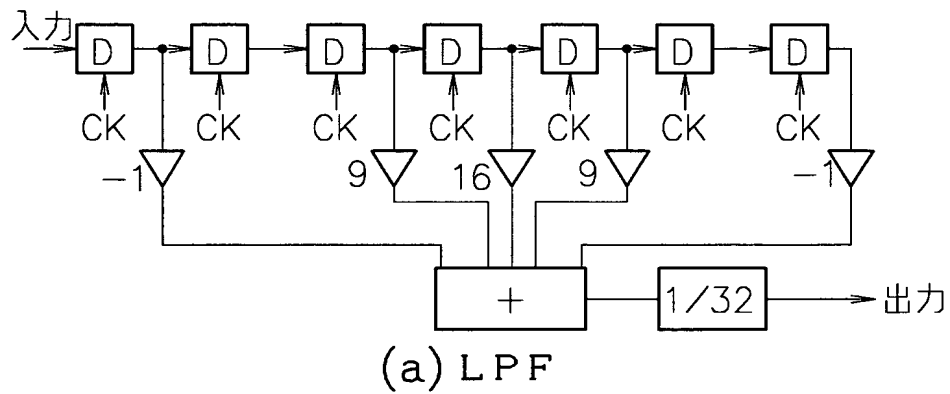 入力
D D D D D D D
CK CK CK CK CK CK CK
-1 9 16 9 -1
+ 1/32 出力
(a) LPF